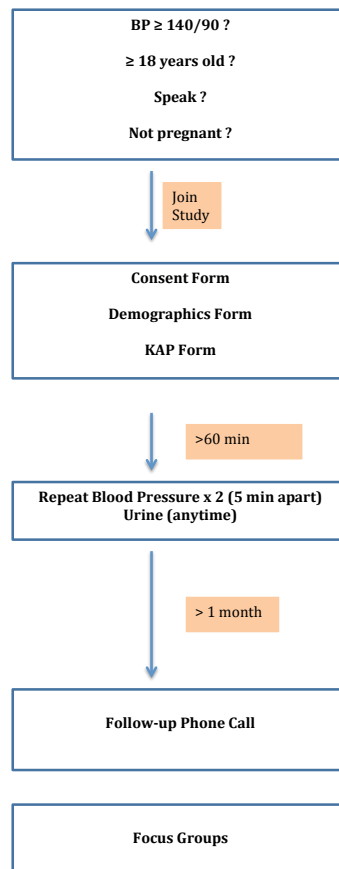 BP ≥ 140/90 ?
≥ 18 years old ?
Speak ?
Not pregnant ?
Join
Study
Consent Form
Demographics Form
KAP Form
>60 min
Repeat Blood Pressure x 2 (5 min apart)
Urine (anytime)
> 1 month
Follow-up Phone Call
Focus Groups